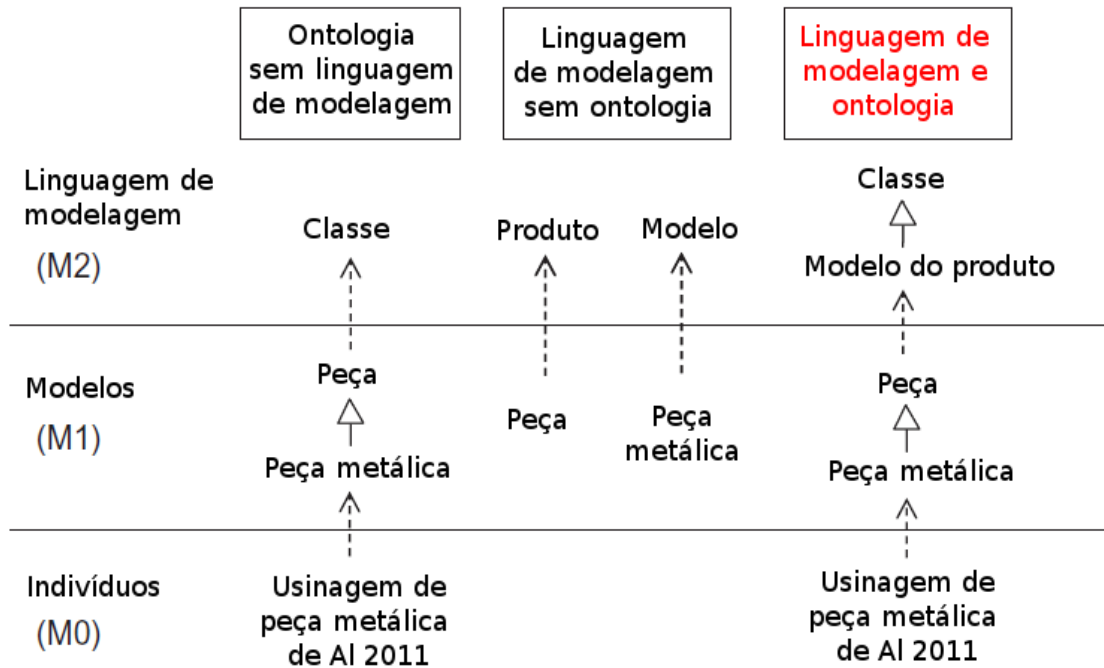 Ontologia
sem linguagem
de modelagem
Linguagem
de modelagem
sem ontologia
Linguagem de
modelagem e
ontologia
Linguagem de
modelagem
(M2)
Classe
Produto
Modelo
Classe
Modelo do produto
Modelos
(M1)
Peça
Peça metálica
Peça
Peça
metálica
Peça
Peça metálica
Indivíduos
(M0)
Usinagem de
peça metálica
de Al 2011
Usinagem de
peça metálica
de Al 2011